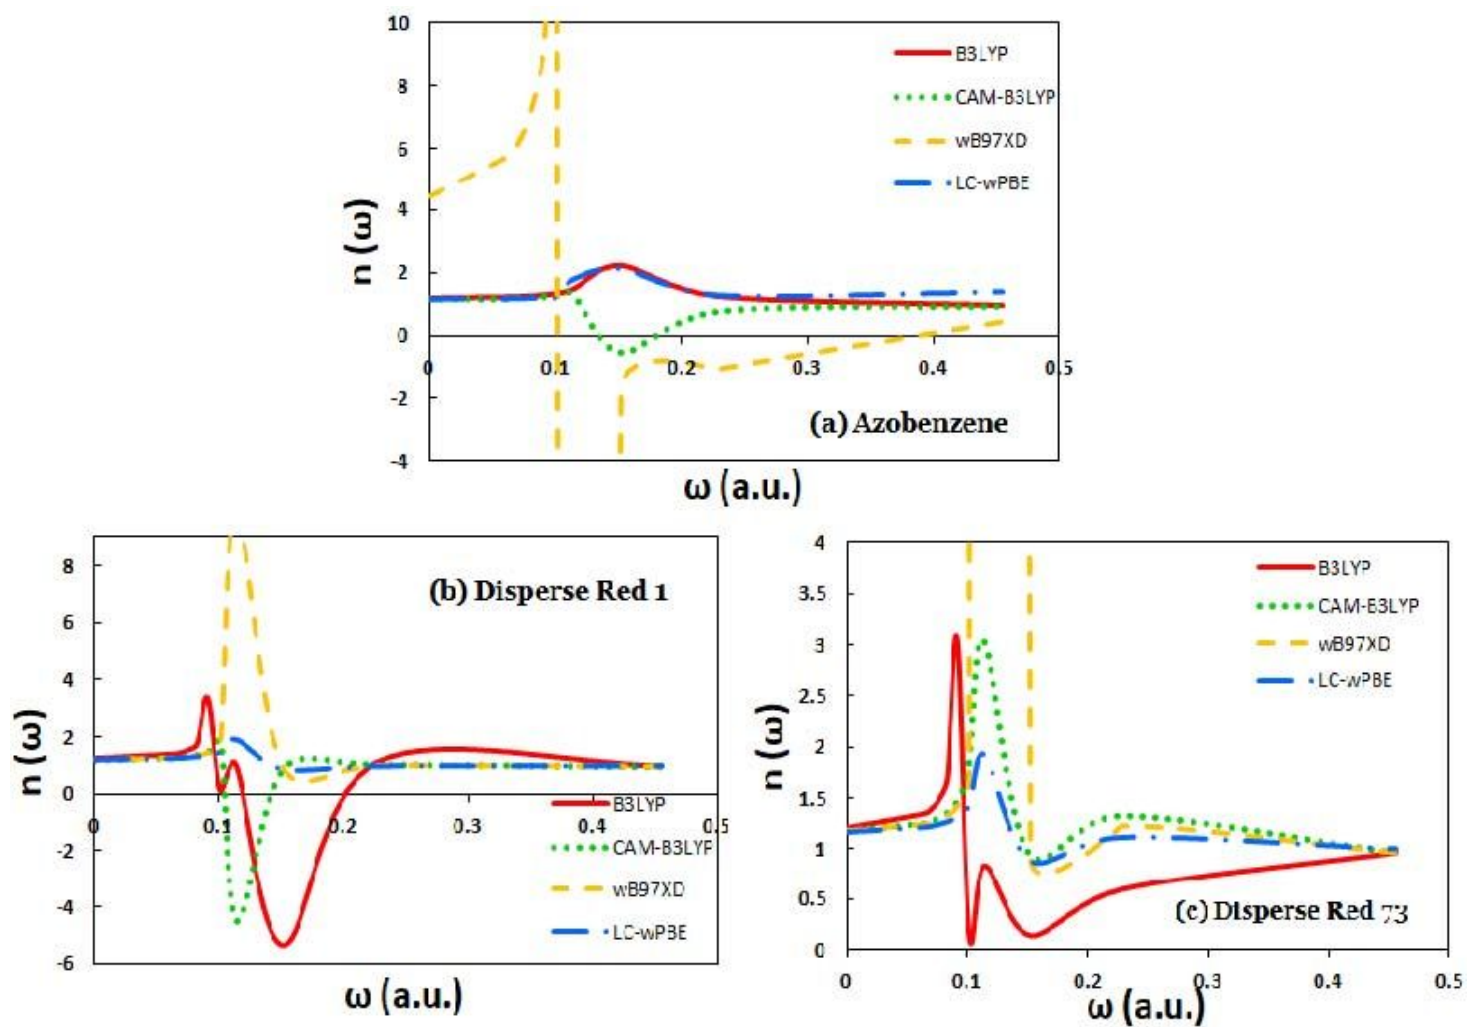 10
8
6
4
2
0
-2
-4
n (ω)
0
0.1
0.2
0.3
0.4
0.5
ω (a.u.)
B3LYP
CAM-B3LYP
wB97XD
LC-wPBE
(a) Azobenzene
8
6
4
2
0
-2
-4
-6
n (ω)
0
0.1
0.2
0.3
0.4
0.5
ω (a.u.)
(b) Disperse Red 1
B3LYP
CAM-B3LYP
wB97XD
LC-wPBE
4
3.5
3
2.5
2
1.5
1
0.5
0
n (ω)
0
0.1
0.2
0.3
0.4
0.5
ω (a.u.)
B3LYP
CAM-B3LYP
wB97XD
LC-wPBE
(c) Disperse Red 73